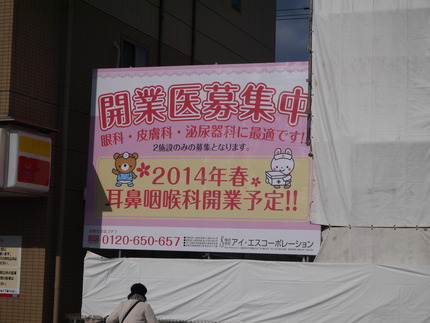 開業医募集中
眼科・皮膚科・泌尿器科に最適です!
2施設のみの募集となります。
2014年春
耳鼻咽喉科開業予定!!
0120-650-657
アイ・エスコーポレーション